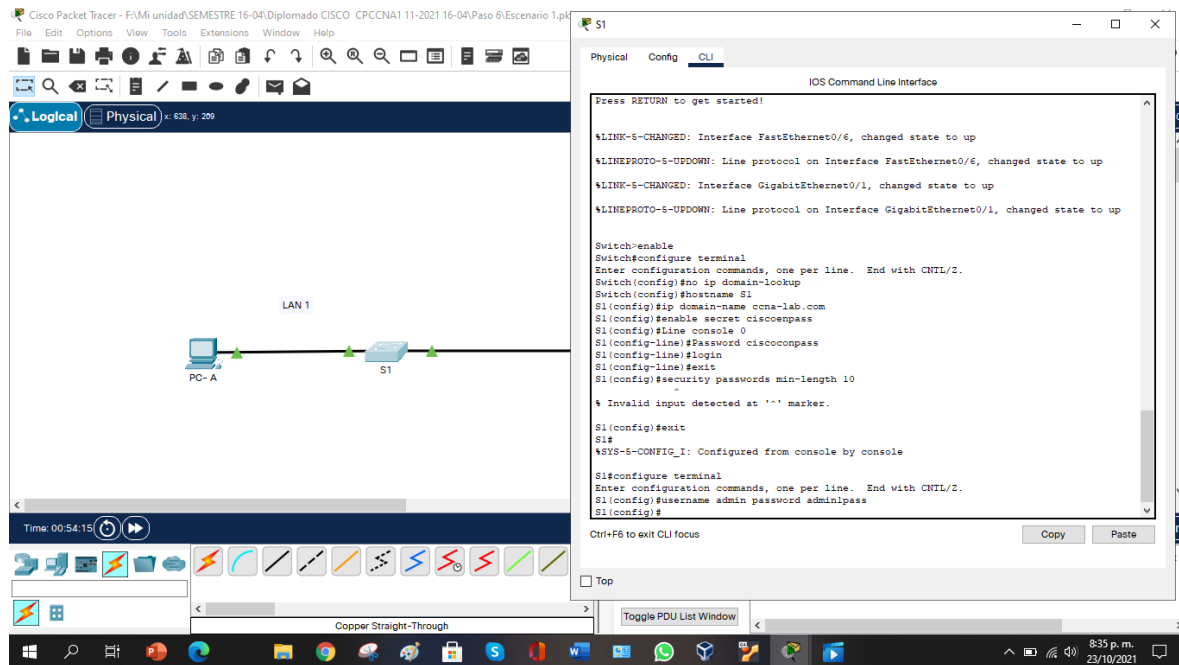 Cisco Packet Tracer - F:\Mi unidad\SEMESTRE 16-04\Diplomado CISCO CPCCNA1 11-2021 16-04\Paso 6\Escenario 1.pk
File Edit Options View Tools Extensions Window Help
Logical Physical x: 638, y: 209
LAN 1
PC- A
S1
Time: 00:54:15
Copper Straight-Through
S1
Physical Config CLI
IOS Command Line Interface
Press RETURN to get started!
%LINK-5-CHANGED: Interface FastEthernet0/6, changed state to up
%LINEPROTO-5-UPDOWN: Line protocol on Interface FastEthernet0/6, changed state to up
%LINK-5-CHANGED: Interface GigabitEthernet0/1, changed state to up
%LINEPROTO-5-UPDOWN: Line protocol on Interface GigabitEthernet0/1, changed state to up
Switch>enable
Switch#configure terminal
Enter configuration commands, one per line. End with CNTL/Z.
Switch(config)#no ip domain-lookup
Switch(config)#hostname S1
S1(config)#ip domain-name ccna-lab.com
S1(config)#enable secret ciscoenpass
S1(config)#Line console 0
S1(config-line)#Password ciscoconpass
S1(config-line)#login
S1(config-line)#exit
S1(config)#security passwords min-length 10
^
% Invalid input detected at '^' marker.
S1(config)#exit
S1#
%SYS-5-CONFIG_I: Configured from console by console
S1#configure terminal
Enter configuration commands, one per line. End with CNTL/Z.
S1(config)#username admin password admin1pass
S1(config)#
Ctrl+F6 to exit CLI focus
Copy Paste
Top
Toggle PDU List Window
8:35 p. m.
23/10/2021